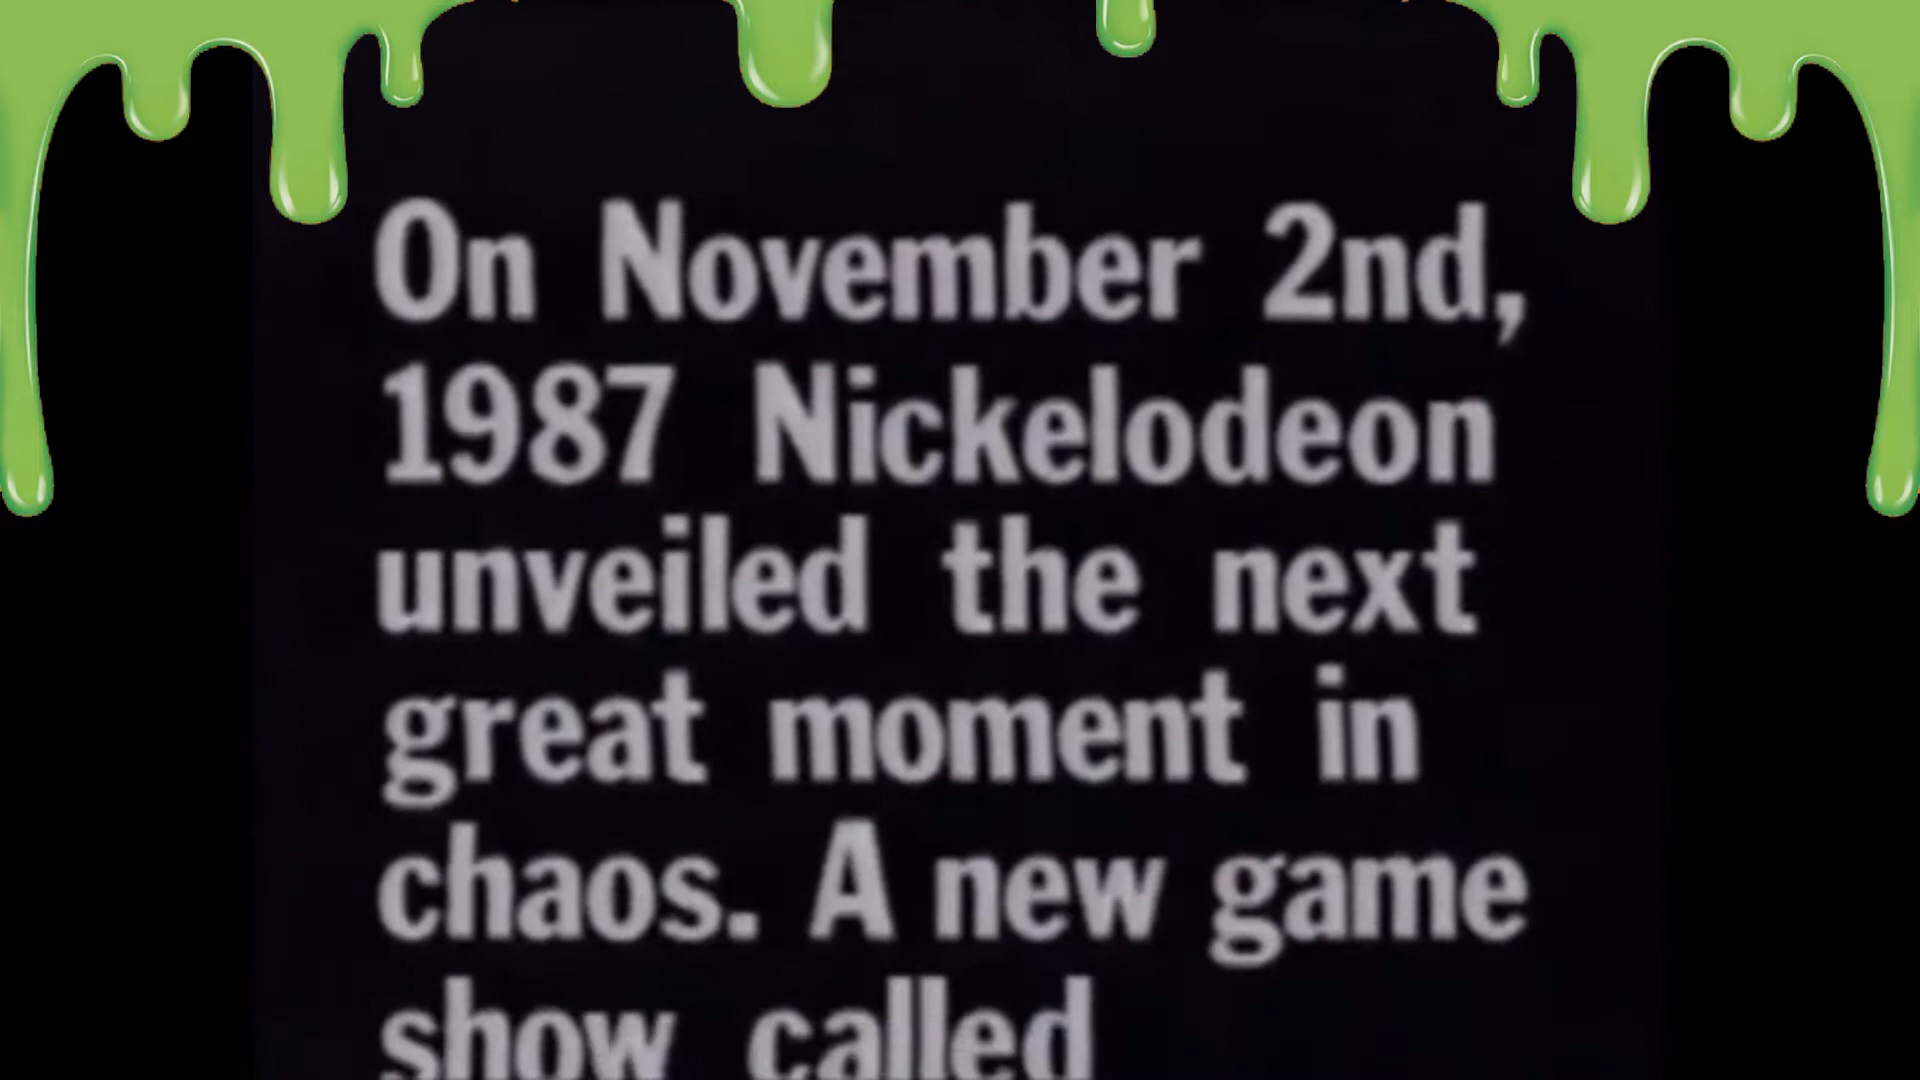 On November 2nd,
1987 Nickelodeon
unveiled the next
great moment in
chaos. A new game
show called